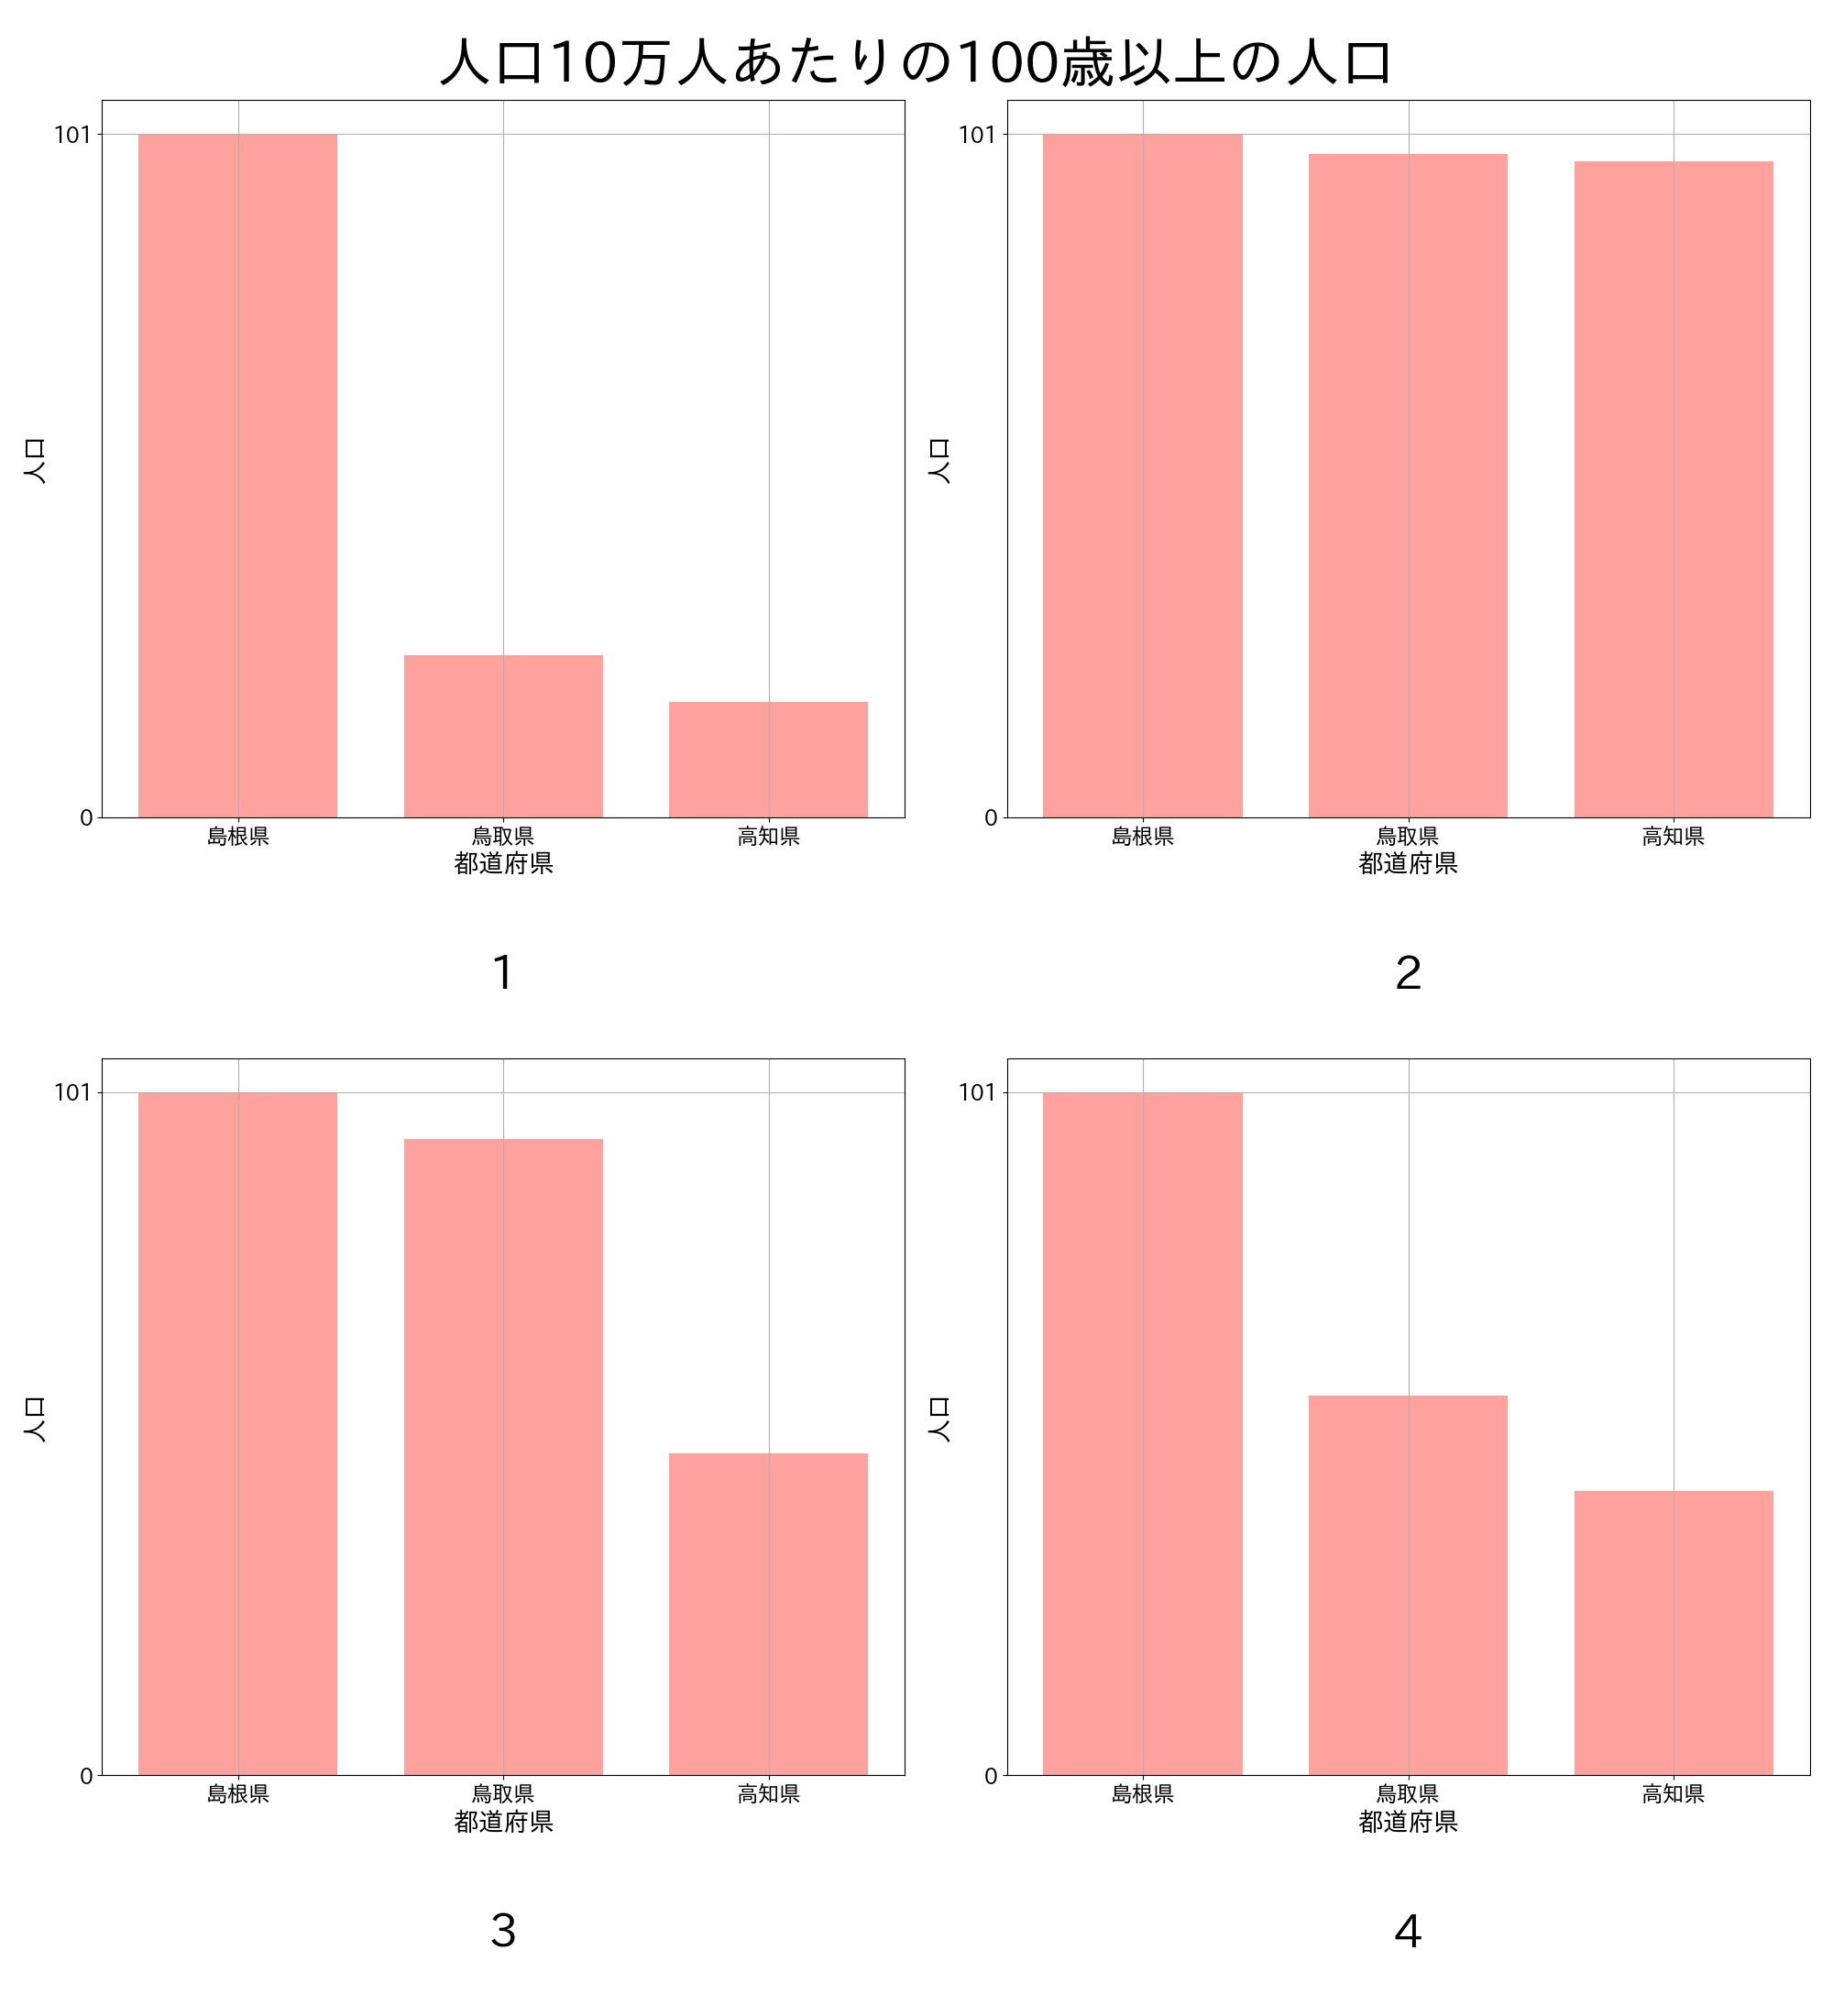 人口10万人あたりの100歳以上の人口
101
0
人口
島根県 鳥取県 高知県
都道府県
1
101
0
人口
島根県 鳥取県 高知県
都道府県
2
101
0
人口
島根県 鳥取県 高知県
都道府県
3
101
0
人口
島根県 鳥取県 高知県
都道府県
4